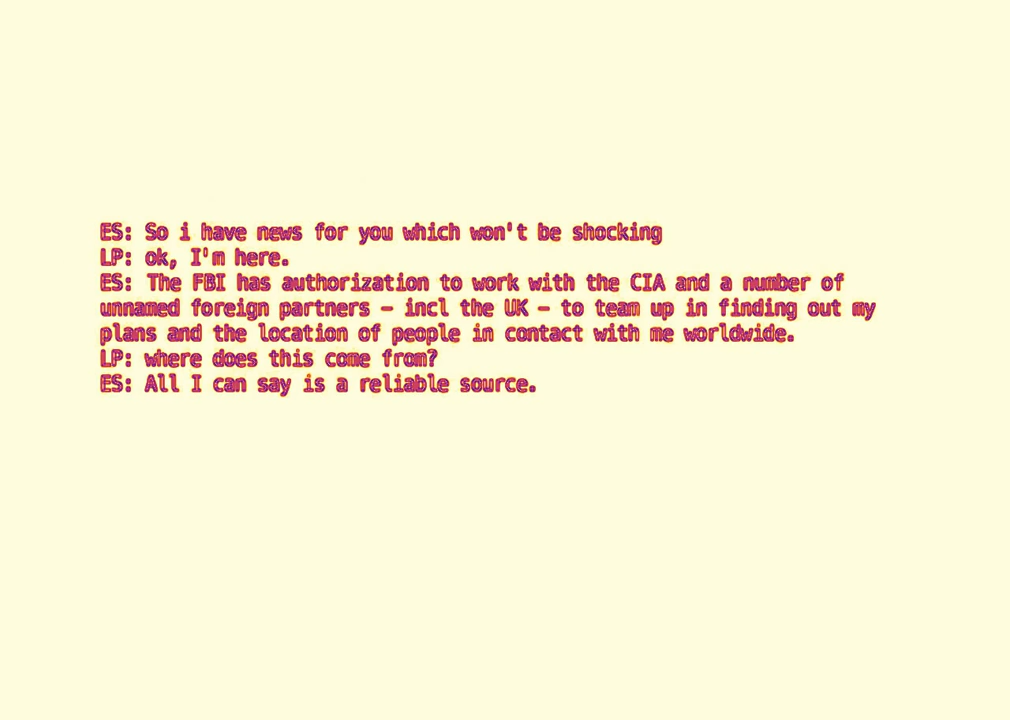 ES: So i have news for you which won't be shocking
LP: ok, I'm here.
ES: The FBI has authorization to work with the CIA and a number of
unnamed foreign partners – incl the UK – to team up in finding out my
plans and the location of people in contact with me worldwide.
LP: where does this come from?
ES: All I can say is a reliable source.